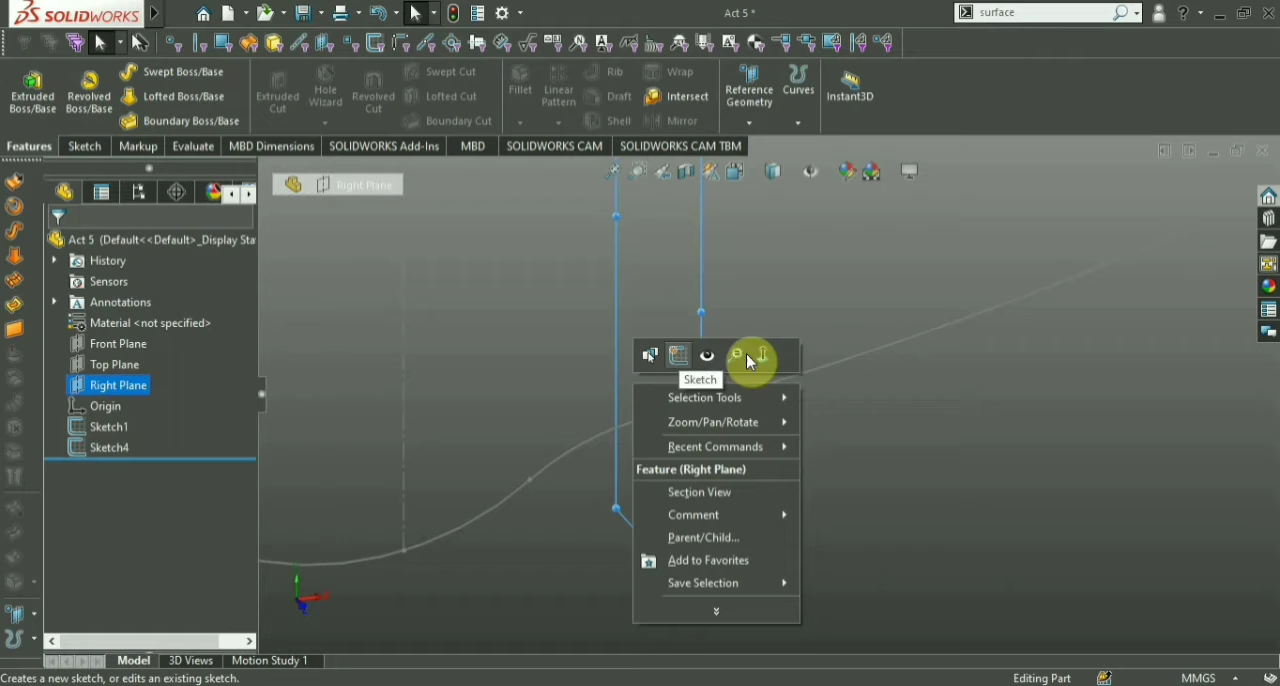 SOLIDWORKS
Act 5 *
surface
Extruded Boss/Base
Revolved Boss/Base
Swept Boss/Base
Lofted Boss/Base
Boundary Boss/Base
Extruded Cut
Hole Wizard
Revolved Cut
Swept Cut
Lofted Cut
Boundary Cut
Fillet
Linear Pattern
Rib
Draft
Shell
Wrap
Intersect
Mirror
Reference Geometry
Curves
Instant3D
Features
Sketch
Markup
Evaluate
MBD Dimensions
SOLIDWORKS Add-Ins
MBD
SOLIDWORKS CAM
SOLIDWORKS CAM TBM
Right Plane
Act 5 (Default<<Default>_Display Sta
History
Sensors
Annotations
Material <not specified>
Front Plane
Top Plane
Right Plane
Origin
Sketch1
Sketch4
Sketch
Selection Tools
Zoom/Pan/Rotate
Recent Commands
Feature (Right Plane)
Section View
Comment
Parent/Child...
Add to Favorites
Save Selection
Model
3D Views
Motion Study 1
Creates a new sketch, or edits an existing sketch.
Editing Part
MMGS